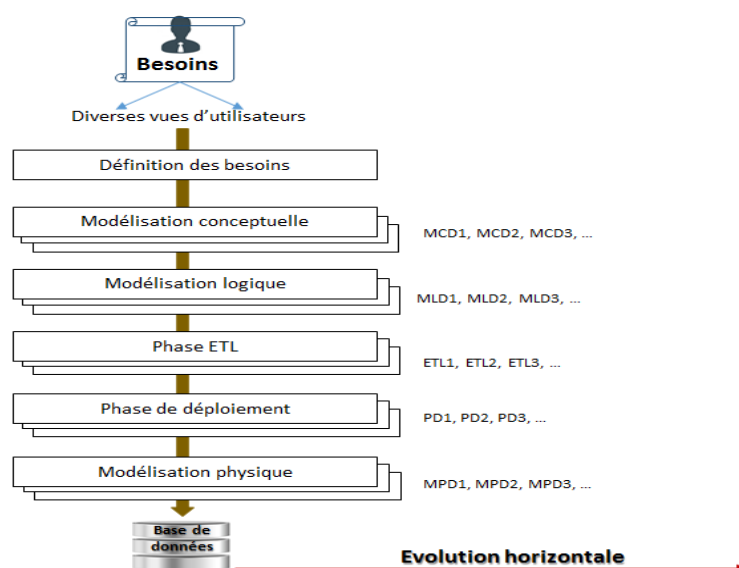 Besoins
Diverses vues d'utilisateurs
Définition des besoins
Modélisation conceptuelle
MCD1, MCD2, MCD3, ...
Modélisation logique
MLD1, MLD2, MLD3, ...
Phase ETL
ETL1, ETL2, ETL3, ...
Phase de déploiement
PD1, PD2, PD3, ...
Modélisation physique
MPD1, MPD2, MPD3, ...
Base de
données
Evolution horizontale